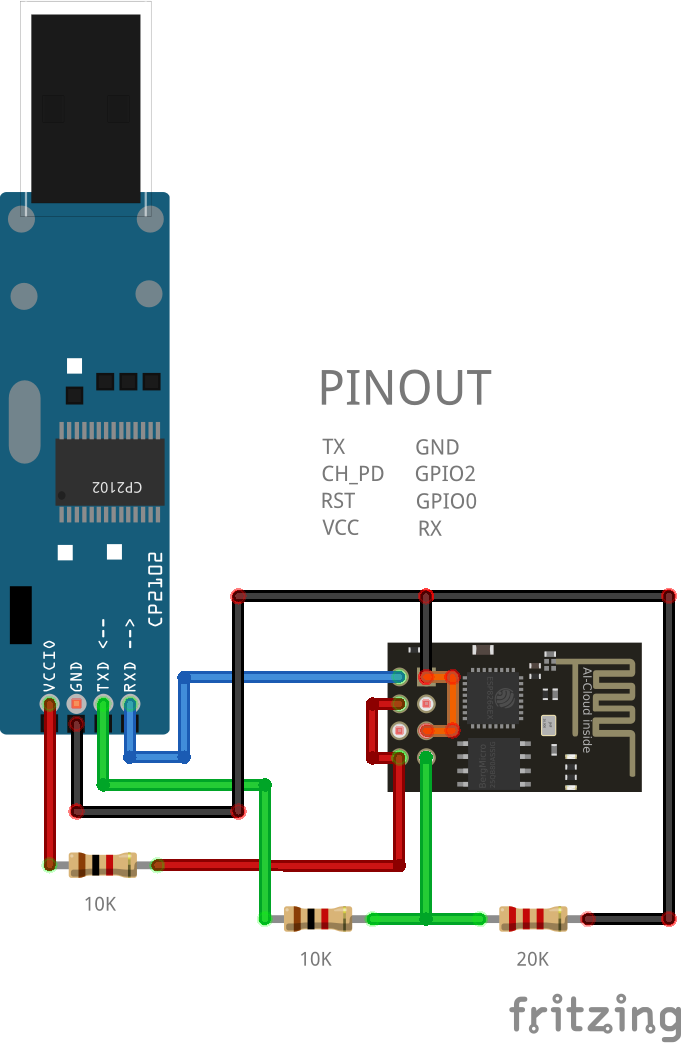 CP2102
CP2102
VCCIO
GND
TXD <--
RXD -->
PINOUT
TX GND
CH_PD GPIO2
RST GPIO0
VCC RX
AI-Cloud inside
BergMicro
10K
10K
20K
fritzing